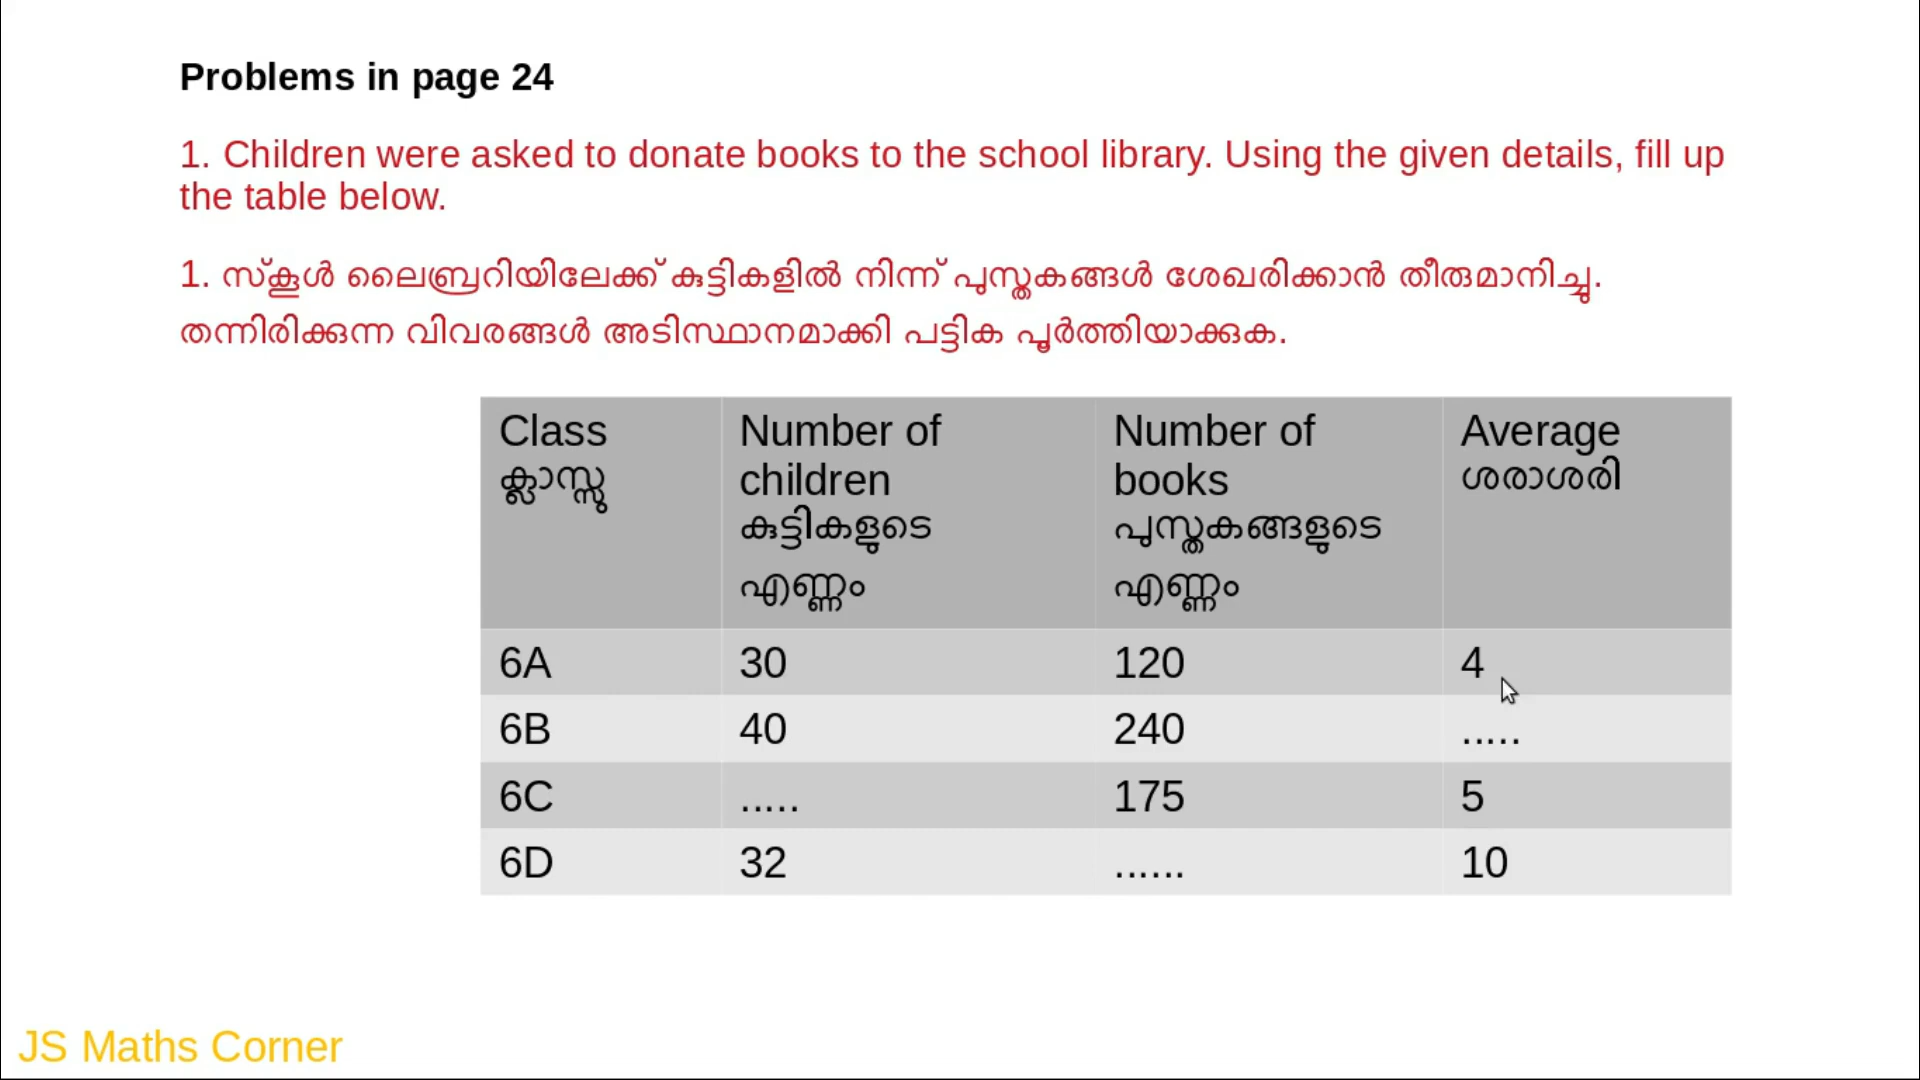 Problems in page 24
1. Children were asked to donate books to the school library. Using the given details, fill up
the table below.
1. സ്കൂൾ ലൈബ്രറിയിലേക്ക് കുട്ടികളിൽ നിന്ന് പുസ്തകങ്ങൾ ശേഖരിക്കാൻ തീരുമാനിച്ചു.
തന്നിരിക്കുന്ന വിവരങ്ങൾ അടിസ്ഥാനമാക്കി പട്ടിക പൂർത്തിയാക്കുക.
Class Number of Number of Average
ക്ലാസ്സു children books ശരാശരി
കുട്ടികളുടെ പുസ്തകങ്ങളുടെ
എണ്ണം എണ്ണം
6A 30 120 4
6B 40 240 .....
6C ..... 175 5
6D 32 ...... 10
JS Maths Corner